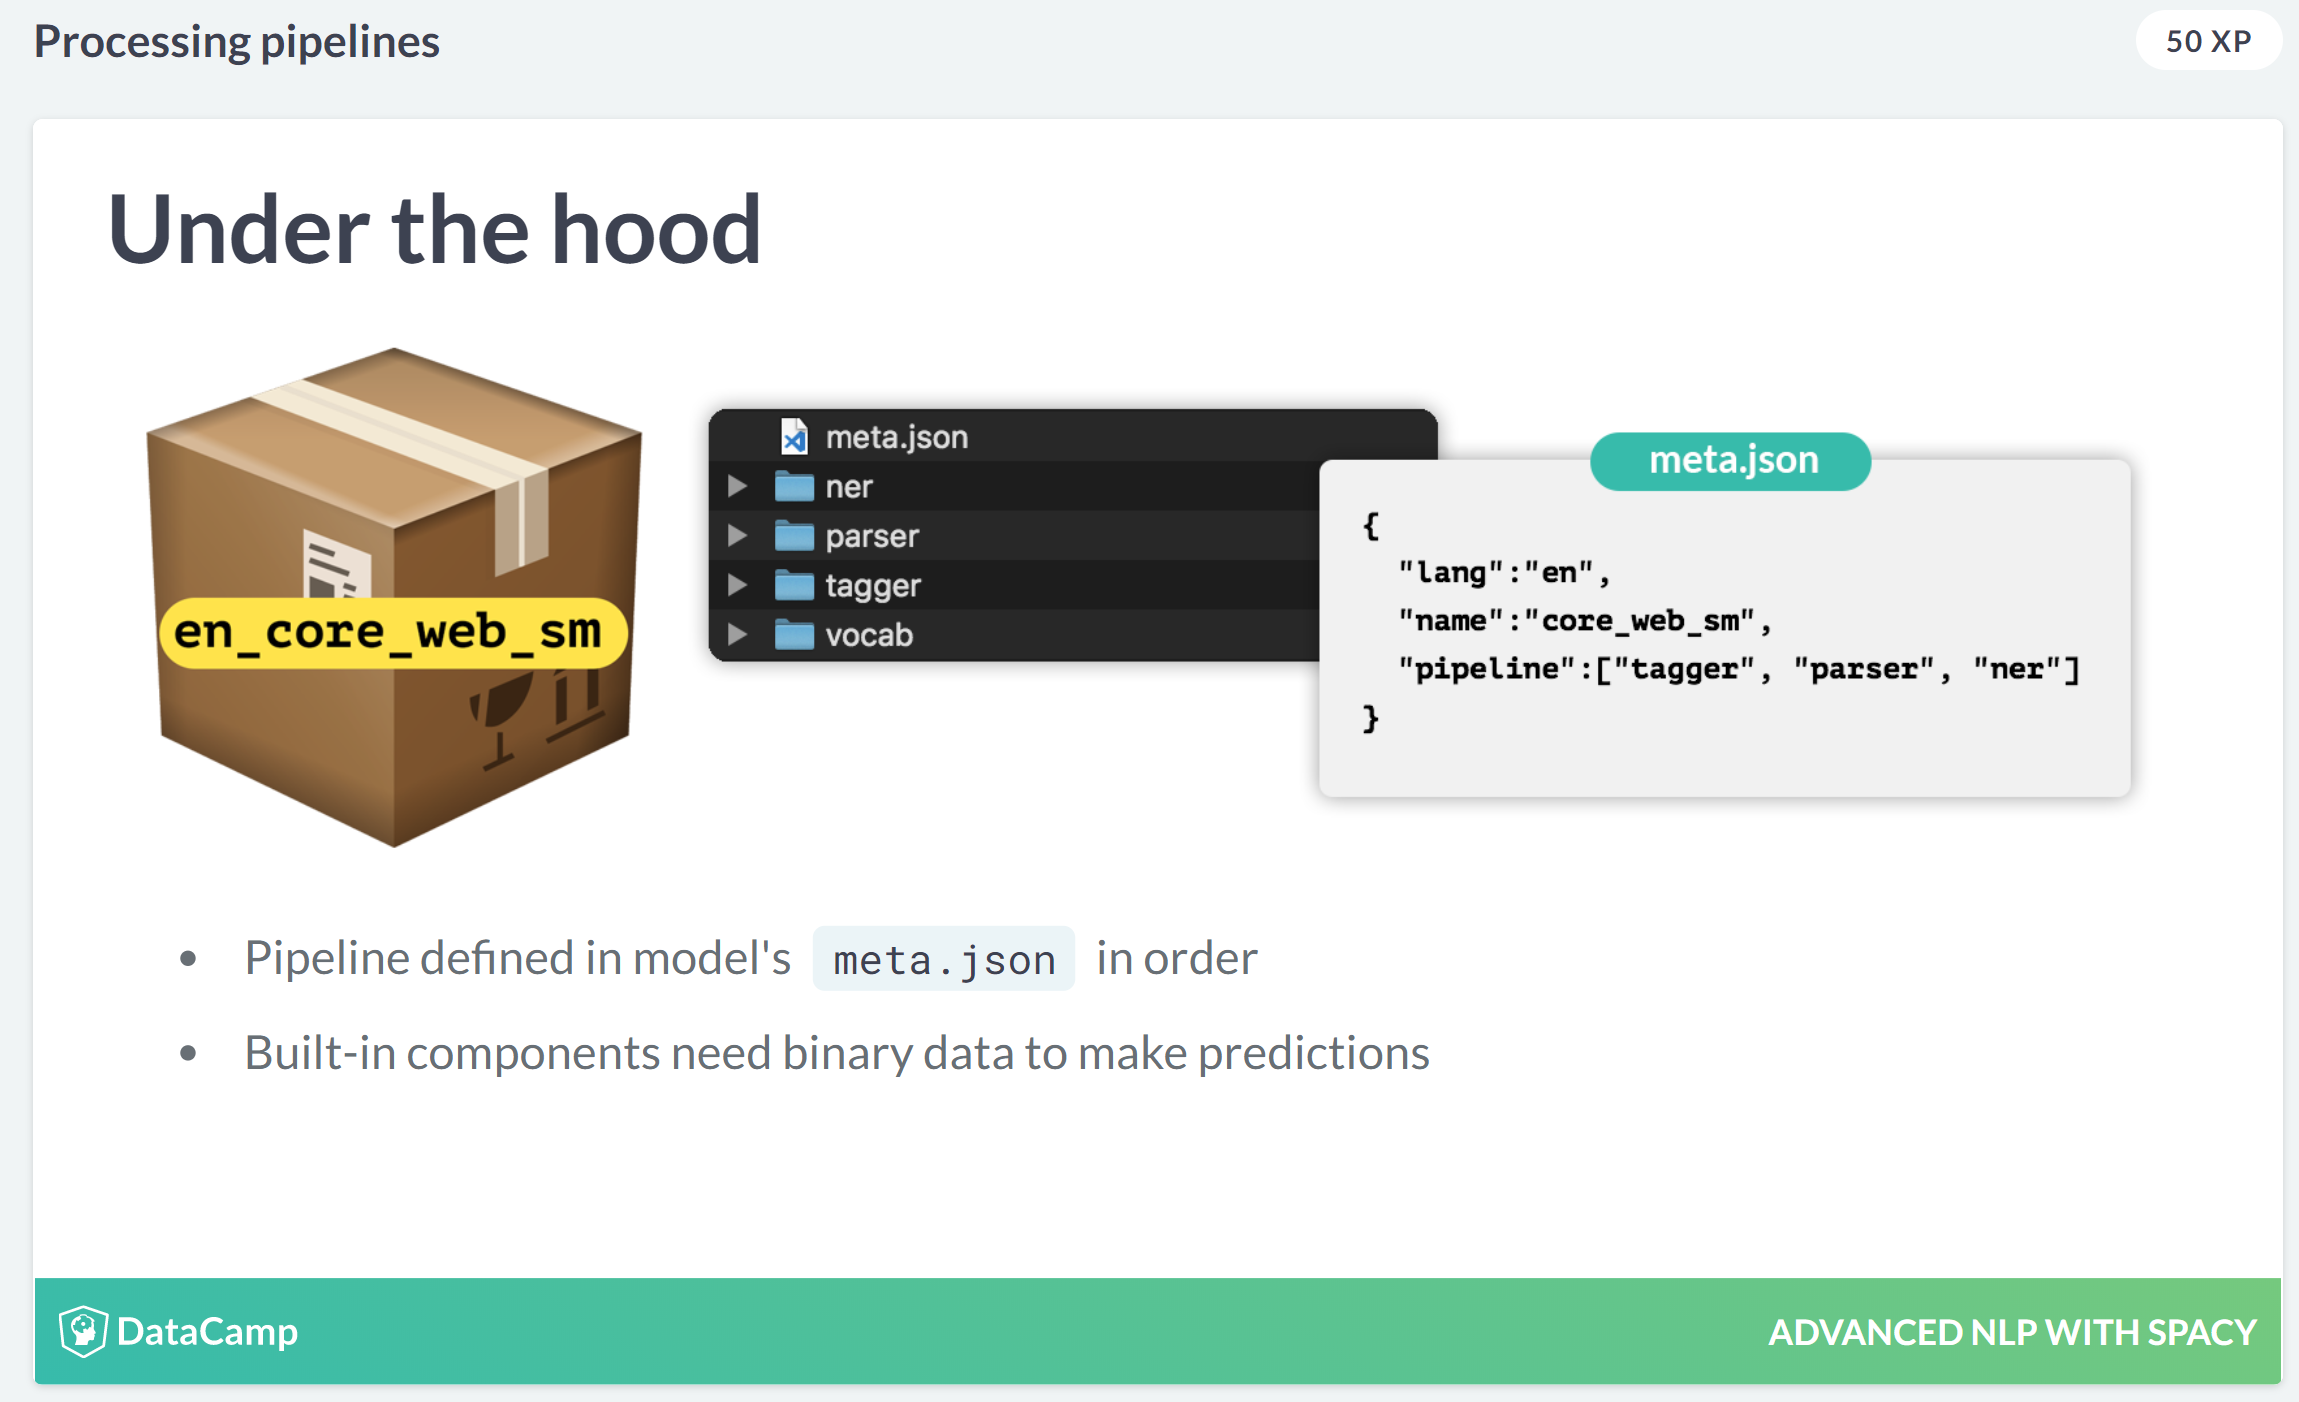 Processing pipelines
50 XP
Under the hood
en_core_web_sm
meta.json
ner
parser
tagger
vocab
meta.json
{
"lang":"en",
"name":"core_web_sm",
"pipeline":["tagger", "parser", "ner"]
}
• Pipeline defined in model's meta.json in order
• Built-in components need binary data to make predictions
DataCamp
ADVANCED NLP WITH SPACY